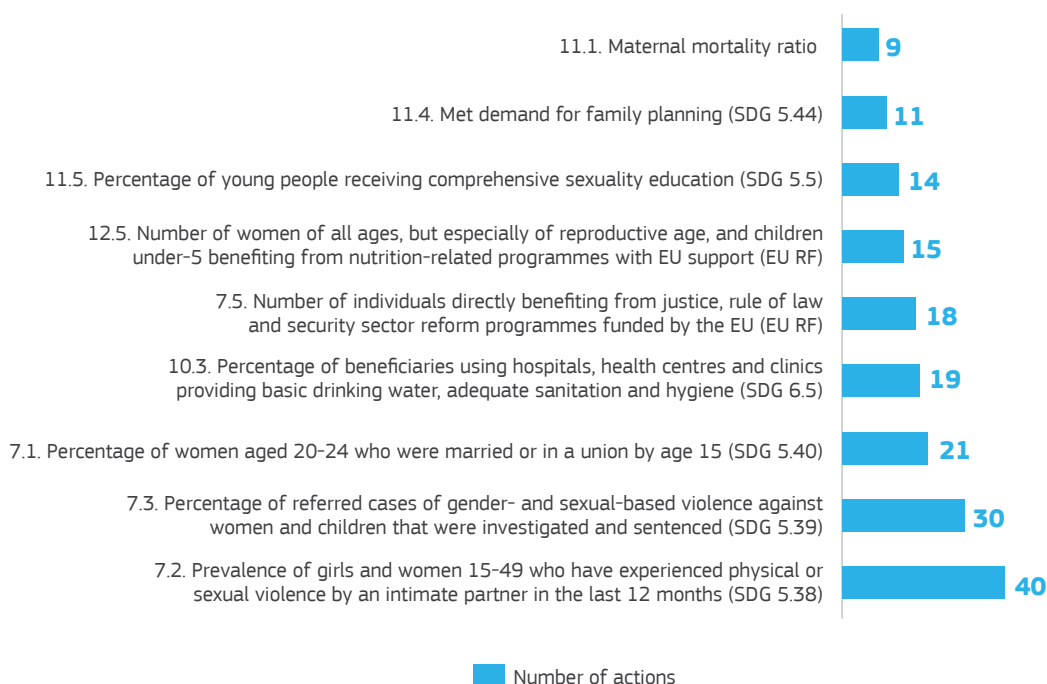 11.1. Maternal mortality ratio
9
11.4. Met demand for family planning (SDG 5.44)
11
11.5. Percentage of young people receiving comprehensive sexuality education (SDG 5.5)
14
12.5. Number of women of all ages, but especially of reproductive age, and children
under-5 benefiting from nutrition-related programmes with EU support (EU RF)
15
7.5. Number of individuals directly benefiting from justice, rule of law
and security sector reform programmes funded by the EU (EU RF)
18
10.3. Percentage of beneficiaries using hospitals, health centres and clinics
providing basic drinking water, adequate sanitation and hygiene (SDG 6.5)
19
7.1. Percentage of women aged 20-24 who were married or in a union by age 15 (SDG 5.40)
21
7.3. Percentage of referred cases of gender- and sexual-based violence against
women and children that were investigated and sentenced (SDG 5.39)
30
7.2. Prevalence of girls and women 15-49 who have experienced physical or
sexual violence by an intimate partner in the last 12 months (SDG 5.38)
40
Number of actions